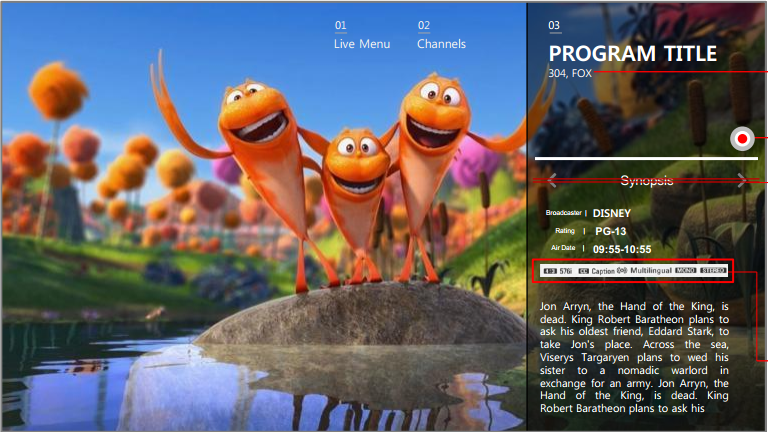 01
Live Menu
02
Channels
03
PROGRAM TITLE
304, FOX
Synopsis
Broadcaster | DISNEY
Rating | PG-13
Air Date | 09:55-10:55
4:3 576i CC Caption Multilingual MONO STEREO
Jon Arryn, the Hand of the King, is
dead. King Robert Baratheon plans to
ask his oldest friend, Eddard Stark, to
take Jon's place. Across the sea,
Viserys Targaryen plans to wed his
sister to a nomadic warlord in
exchange for an army. Jon Arryn, the
Hand of the King, is dead. King
Robert Baratheon plans to ask his